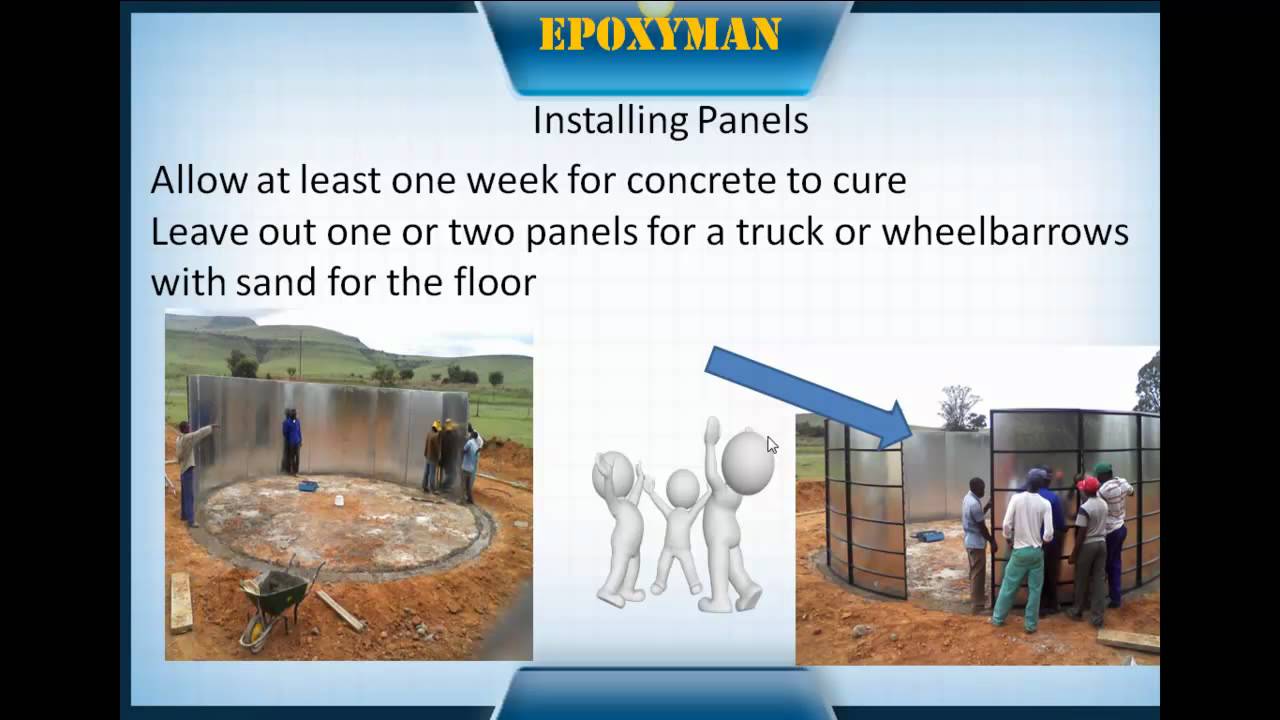 EPOXYMAN
Installing Panels
Allow at least one week for concrete to cure
Leave out one or two panels for a truck or wheelbarrows
with sand for the floor